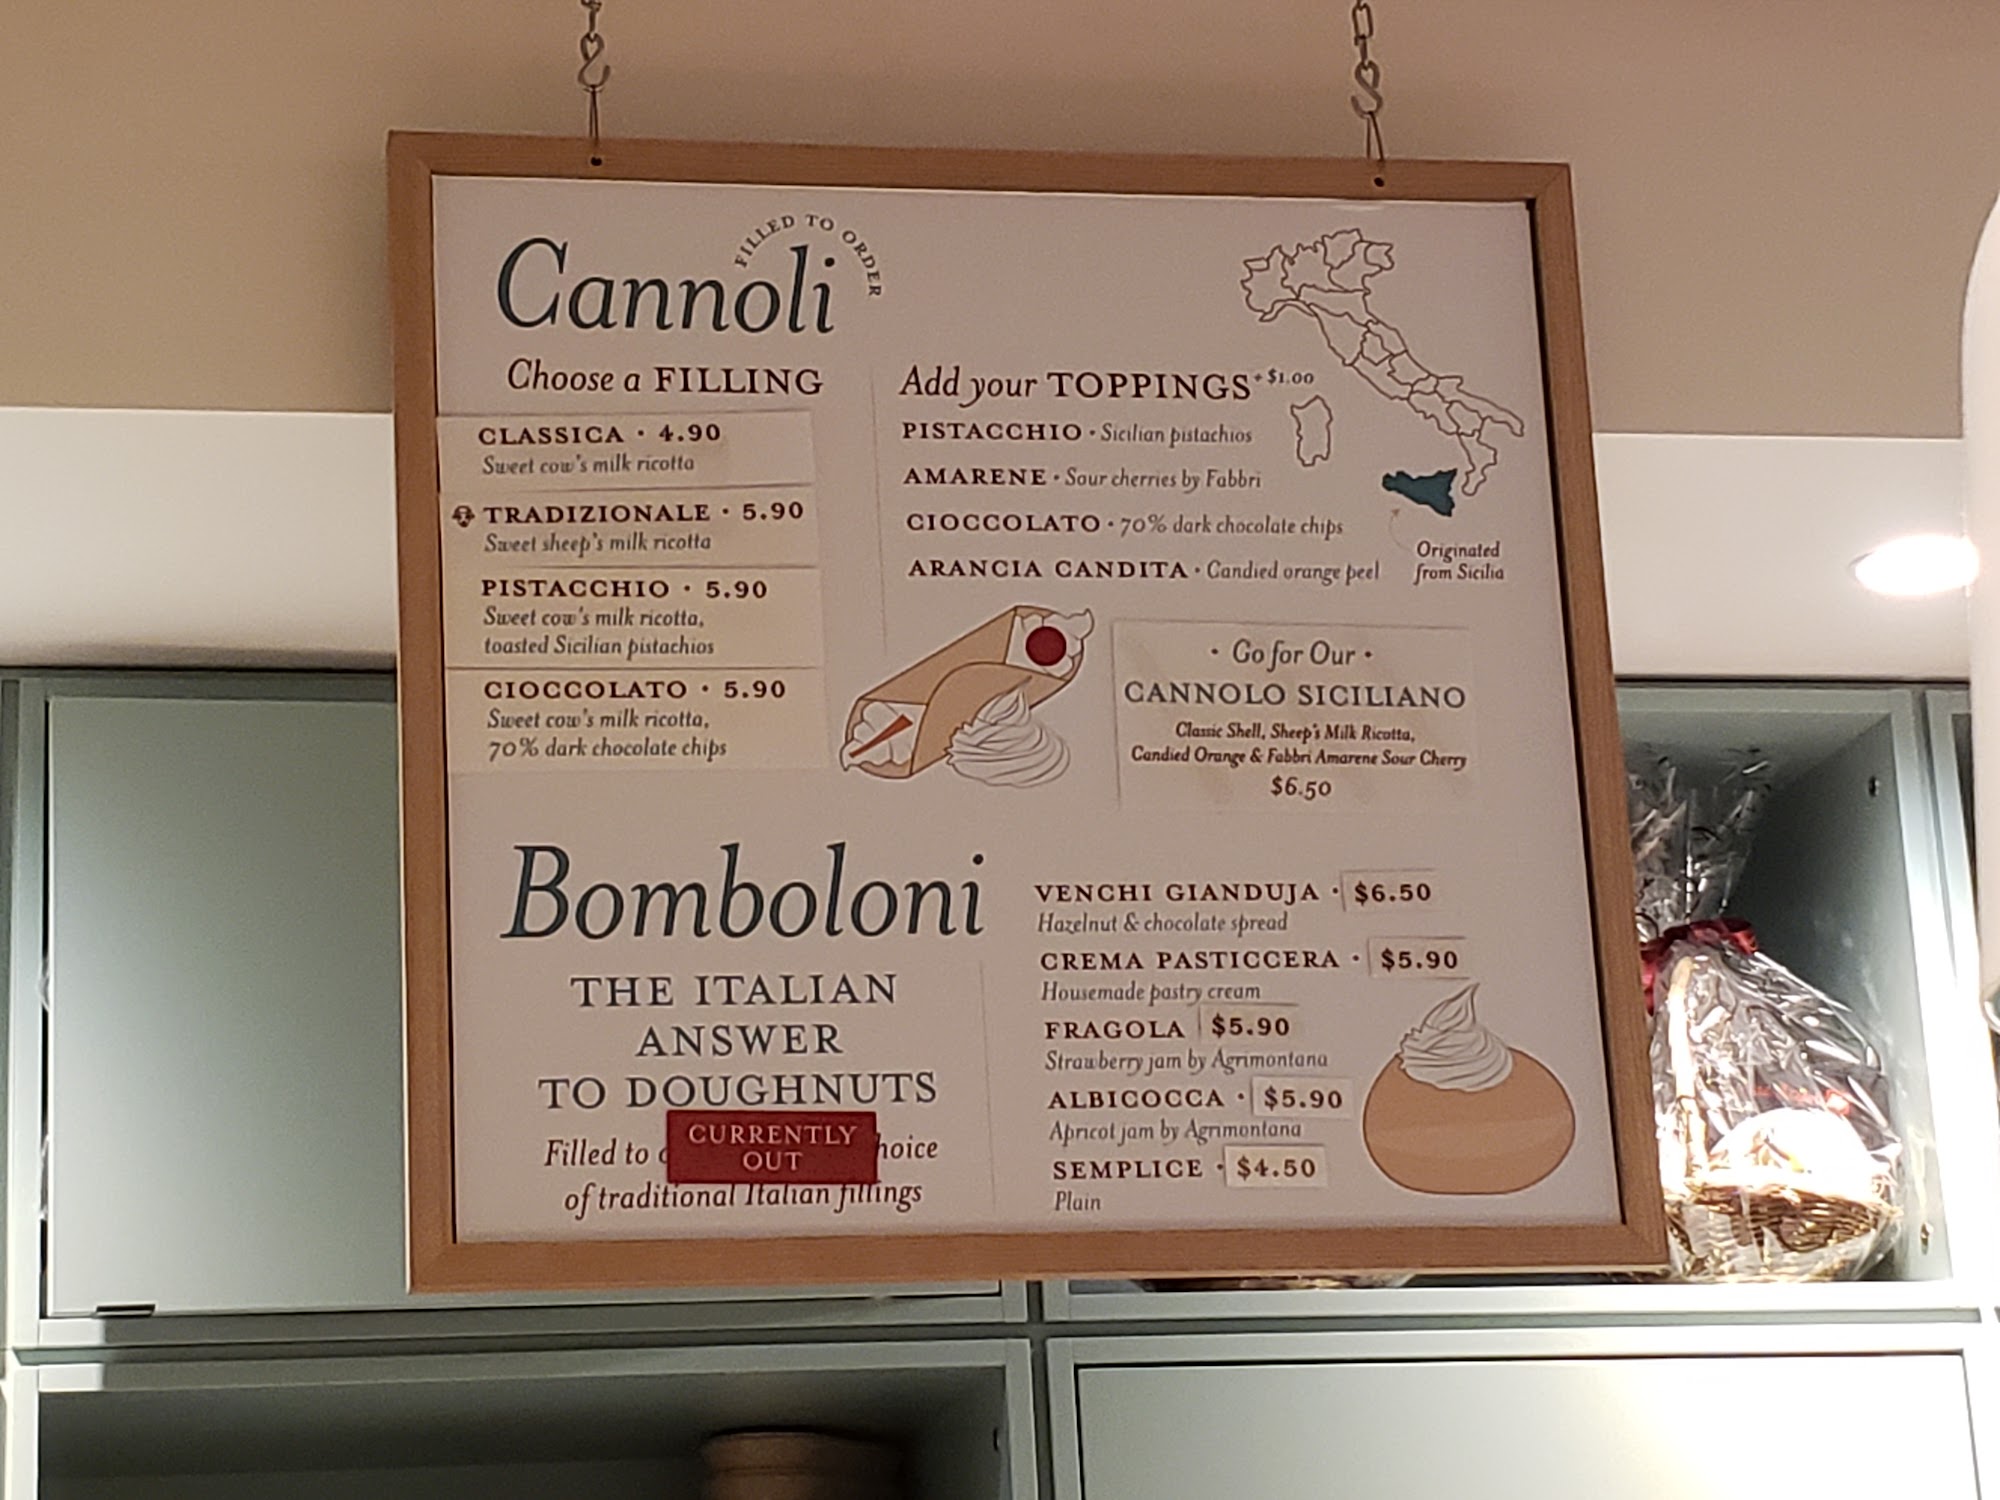 FILLED TO ORDER
Cannoli
Choose a FILLING
CLASSICA · 4.90
Sweet cow's milk ricotta
TRADIZIONALE · 5.90
Sweet sheep's milk ricotta
PISTACCHIO · 5.90
Sweet cow's milk ricotta,
toasted Sicilian pistachios
CIOCCOLATO · 5.90
Sweet cow's milk ricotta,
70% dark chocolate chips
Add your TOPPINGS +$1.00
PISTACCHIO · Sicilian pistachios
AMARENE · Sour cherries by Fabbri
CIOCCOLATO · 70% dark chocolate chips
ARANCIA CANDITA · Candied orange peel
Originated
from Sicilia
· Go for Our ·
CANNOLO SICILIANO
Classic Shell, Sheep's Milk Ricotta,
Candied Orange & Fabbri Amarene Sour Cherry
$6.50
Bomboloni
THE ITALIAN
ANSWER
TO DOUGHNUTS
Filled to hoice
of traditional Italian fillings
CURRENTLY
OUT
VENCHI GIANDUJA · $6.50
Hazelnut & chocolate spread
CREMA PASTICCERA · $5.90
Housemade pastry cream
FRAGOLA $5.90
Strawberry jam by Agrimontana
ALBICOCCA · $5.90
Apricot jam by Agrimontana
SEMPLICE · $4.50
Plain